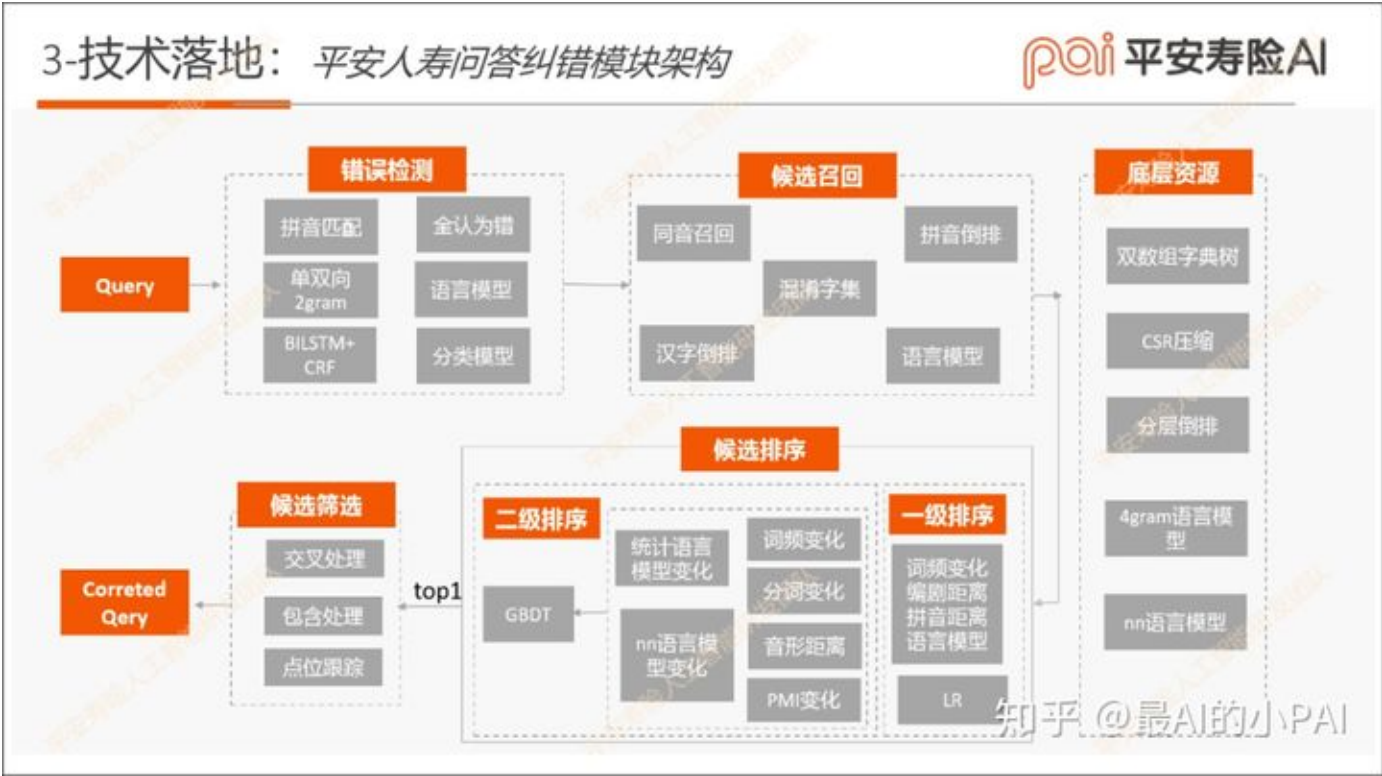 3-技术落地：平安人寿问答纠错模块架构
pai 平安寿险AI
错误检测
拼音匹配
全认为错
单双向
2gram
语言模型
BILSTM+
CRF
分类模型
Query
候选召回
同音召回
拼音倒排
混淆字集
汉字倒排
语言模型
底层资源
双数组字典树
CSR压缩
分层倒排
4gram语言模
型
nn语言模型
候选排序
一级排序
词频变化
编剧距离
拼音距离
语言模型
LR
二级排序
统计语言
模型变化
词频变化
分词变化
nn语言模
型变化
音形距离
PMI变化
GBDT
top1
候选筛选
交叉处理
包含处理
点位跟踪
Correted
Qery
知乎 @最AI的小PAI